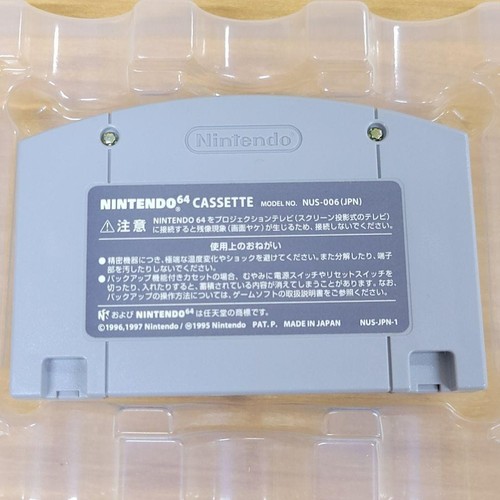 Nintendo
NINTENDO64 CASSETTE MODEL NO. NUS-006(JPN)
⚠注意 NINTENDO 64 をプロジェクションテレビ(スクリーン投影式のテレビ)
に接続すると残像現象(画面ヤケ)が生じるため、接続しないでください。
使用上のおねがい
●精密機器につき、極端な温度変化やショックを避けてください。また分解したり、端子
部を汚したりしないでください。
●バックアップ機能付きカセットの場合、むやみに電源スイッチやリセットスイッチを
切ったり、入れたりすると、蓄積されている内容が消えてしまうことがあります。なお、
バックアップの操作方法については、ゲームソフトの取扱説明書をご参照ください。
および NINTENDO64 は任天堂の商標です。
©1996,1997 Nintendo / Ⓜ1995 Nintendo PAT. P. MADE IN JAPAN NUS-JPN-1